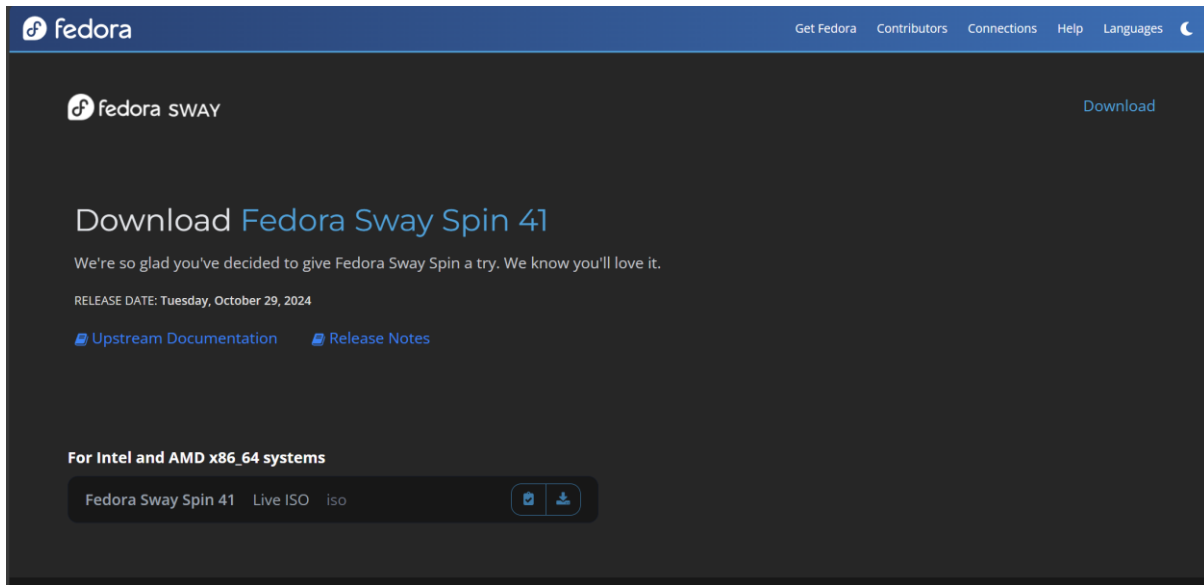 fedora
Get Fedora Contributors Connections Help Languages
fedora SWAY
Download
Download Fedora Sway Spin 41
We're so glad you've decided to give Fedora Sway Spin a try. We know you'll love it.
RELEASE DATE: Tuesday, October 29, 2024
Upstream Documentation Release Notes
For Intel and AMD x86_64 systems
Fedora Sway Spin 41 Live ISO iso